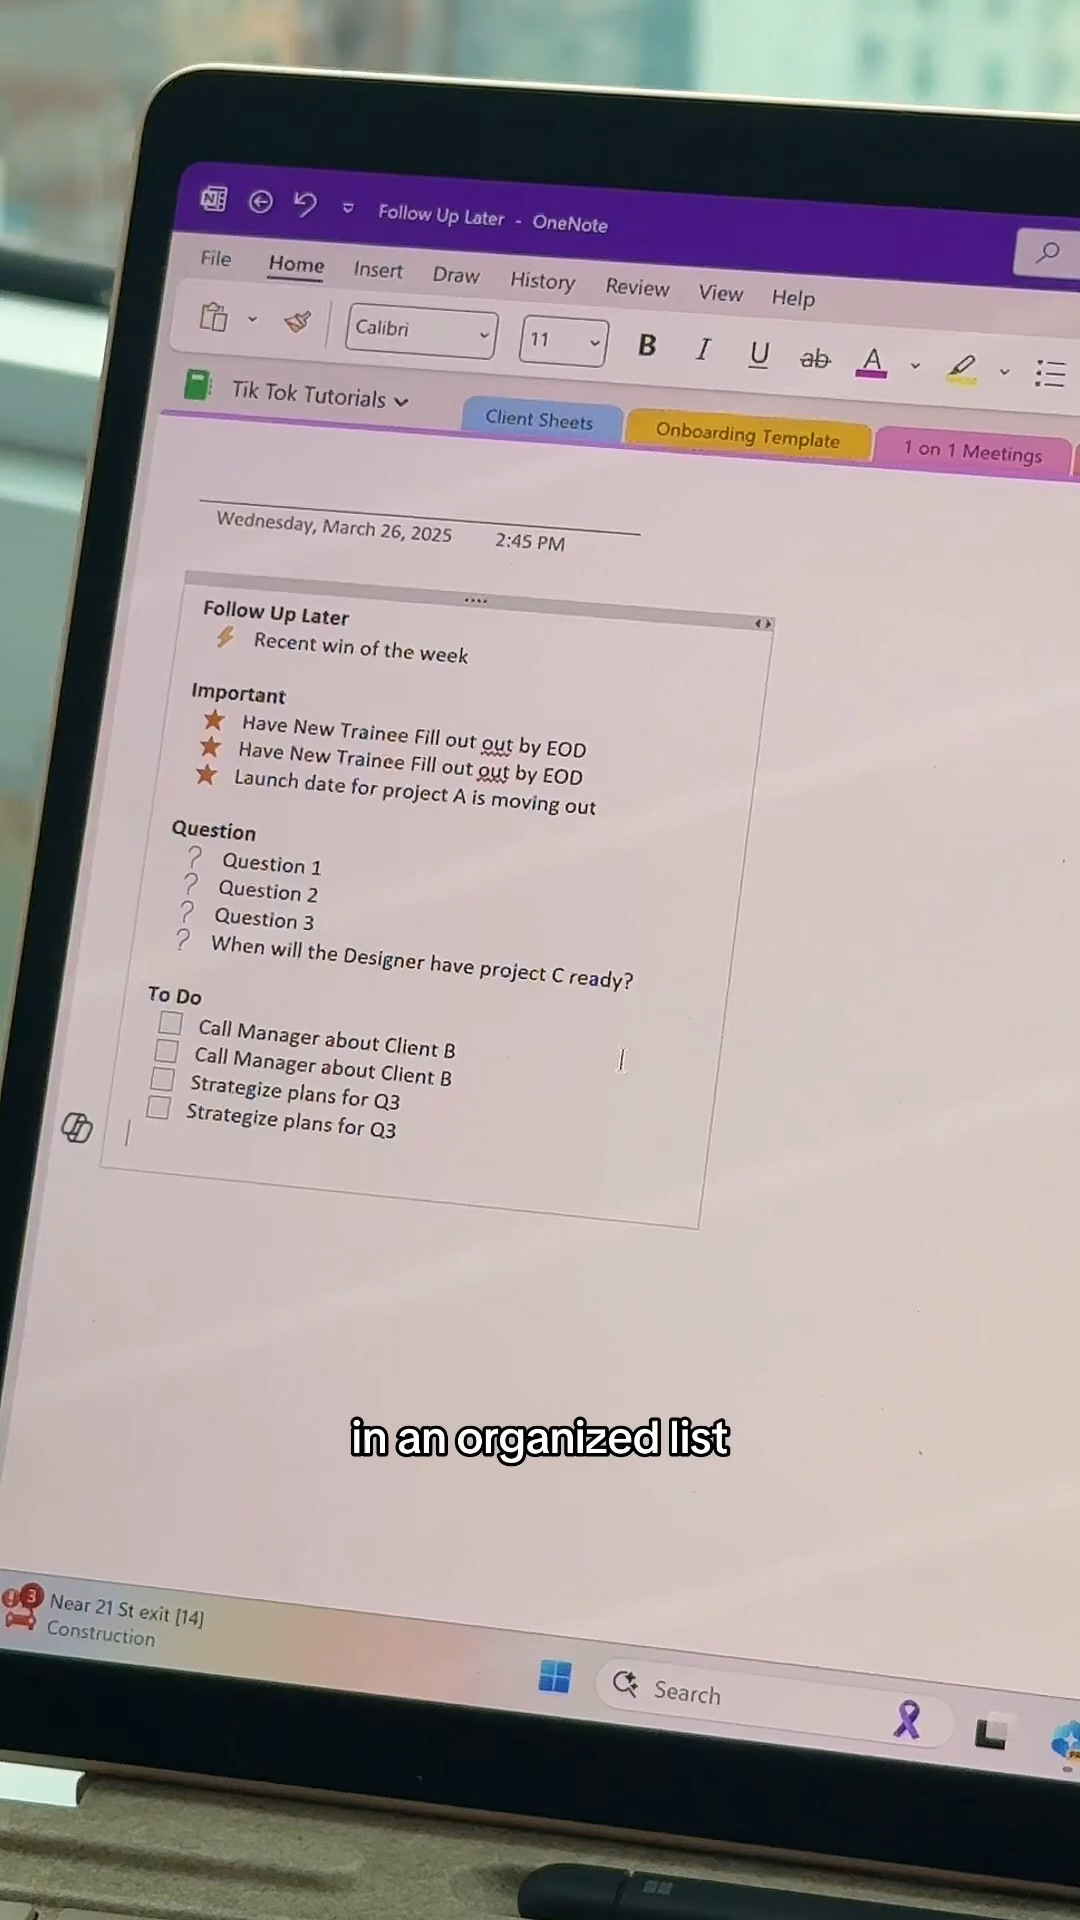 Follow Up Later - OneNote
File Home Insert Draw History Review View Help
Calibri 11 B I U ab A
Tik Tok Tutorials Client Sheets Onboarding Template 1 on 1 Meetings
Wednesday, March 26, 2025 2:45 PM
Follow Up Later
Recent win of the week
Important
Have New Trainee Fill out out by EOD
Have New Trainee Fill out out by EOD
Launch date for project A is moving out
Question
? Question 1
? Question 2
? Question 3
? When will the Designer have project C ready?
To Do
Call Manager about Client B
Call Manager about Client B
Strategize plans for Q3
Strategize plans for Q3
in an organized list
3 Near 21 St exit [14]
Construction
Search